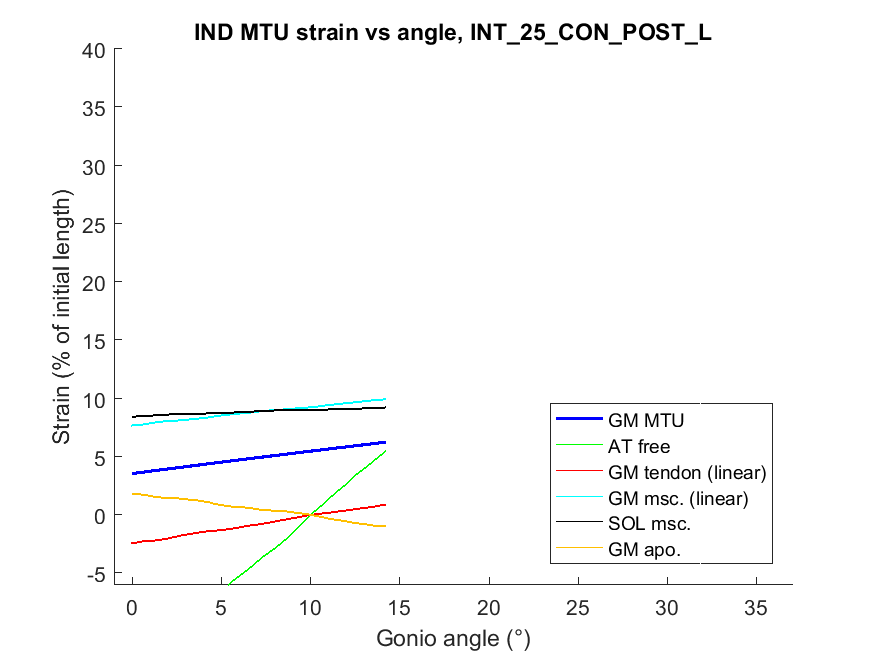 IND MTU strain vs angle, INT_25_CON_POST_L
Strain (% of initial length)
40
35
30
25
20
15
10
5
0
-5
0 5 10 15 20 25 30 35
Gonio angle (°)
GM MTU
AT free
GM tendon (linear)
GM msc. (linear)
SOL msc.
GM apo.